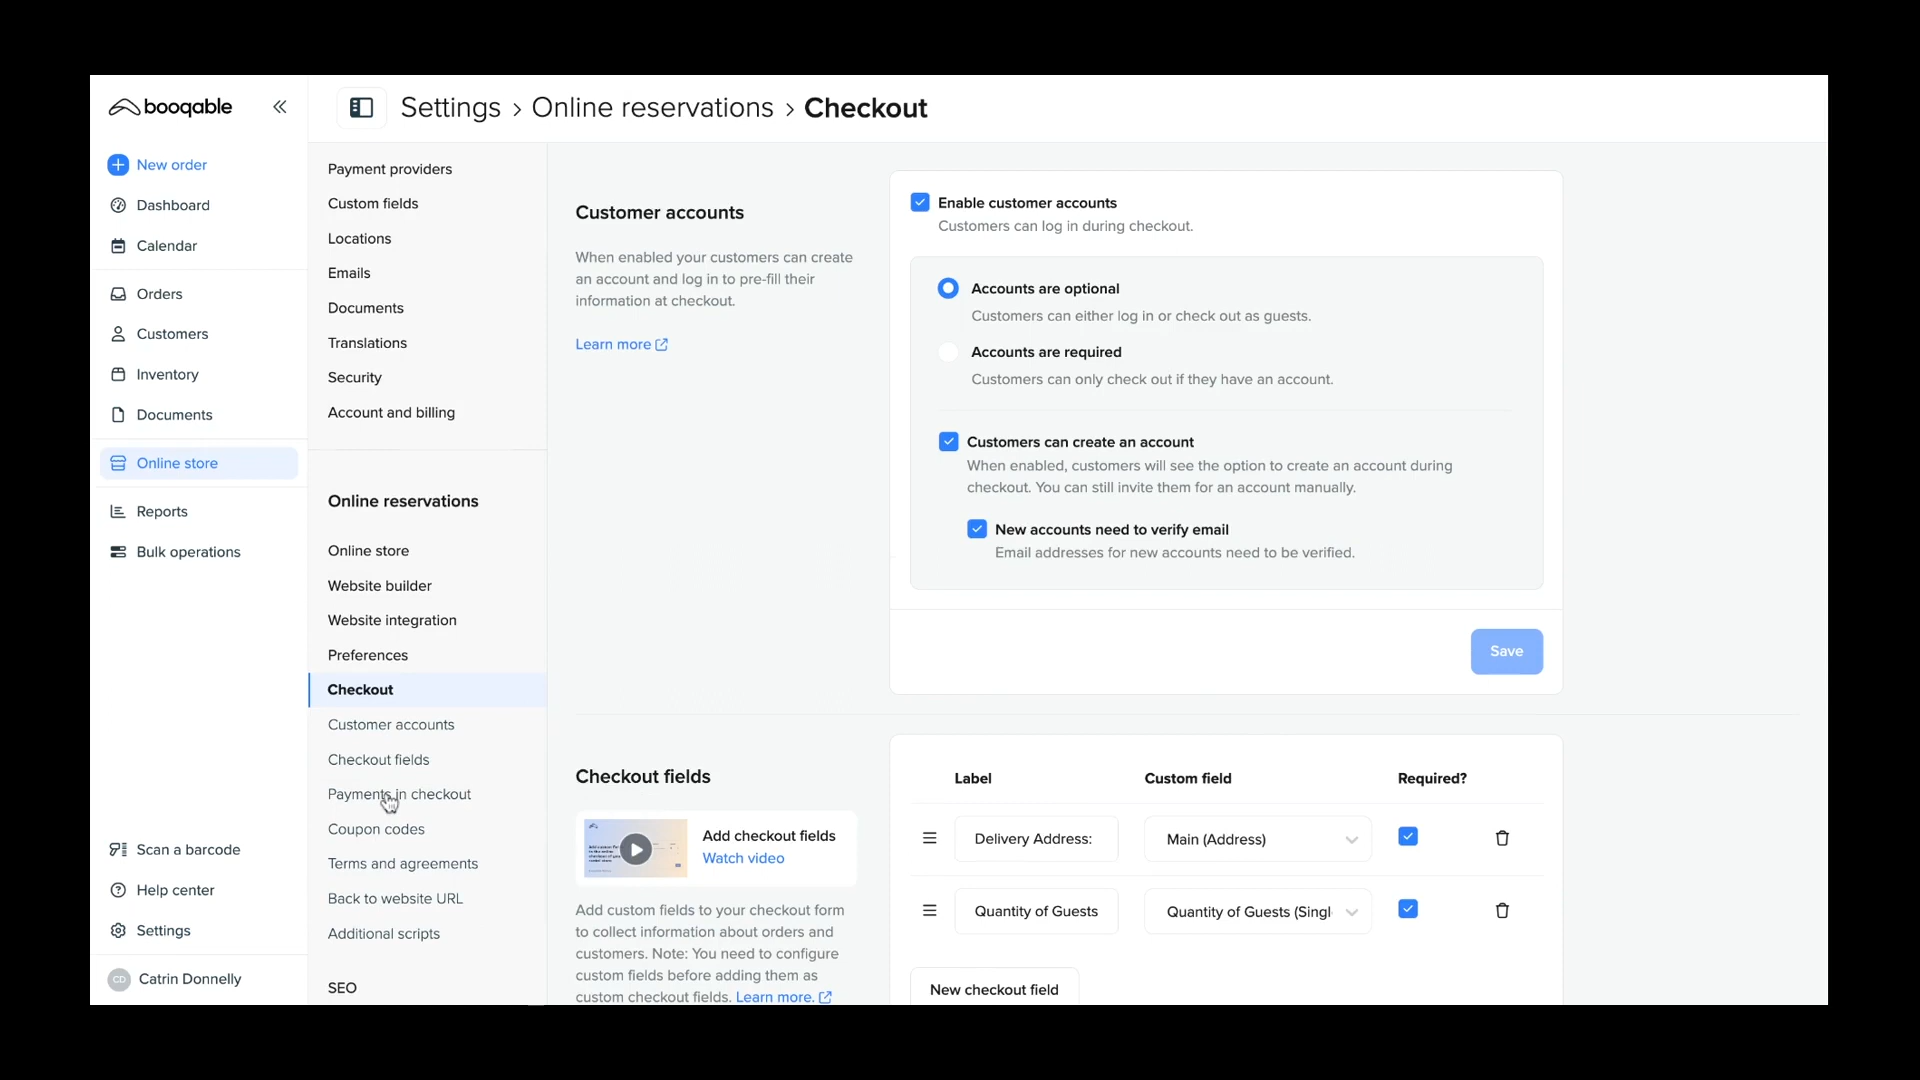 booqable
New order
Dashboard
Calendar
Orders
Customers
Inventory
Documents
Online store
Reports
Bulk operations
Scan a barcode
Help center
Settings
CD Catrin Donnelly
Settings › Online reservations › Checkout
Payment providers
Custom fields
Locations
Emails
Documents
Translations
Security
Account and billing
Online reservations
Online store
Website builder
Website integration
Preferences
Checkout
Customer accounts
Checkout fields
Payments in checkout
Coupon codes
Terms and agreements
Back to website URL
Additional scripts
SEO
Customer accounts
When enabled your customers can create
an account and log in to pre-fill their
information at checkout.
Learn more
Enable customer accounts
Customers can log in during checkout.
Accounts are optional
Customers can either log in or check out as guests.
Accounts are required
Customers can only check out if they have an account.
Customers can create an account
When enabled, customers will see the option to create an account during
checkout. You can still invite them for an account manually.
New accounts need to verify email
Email addresses for new accounts need to be verified.
Save
Checkout fields
Add checkout fields
Watch video
Add custom fields to your checkout form
to collect information about orders and
customers. Note: You need to configure
custom fields before adding them as
custom checkout fields. Learn more.
Label Custom field Required?
Delivery Address: Main (Address)
Quantity of Guests Quantity of Guests (Singl
New checkout field